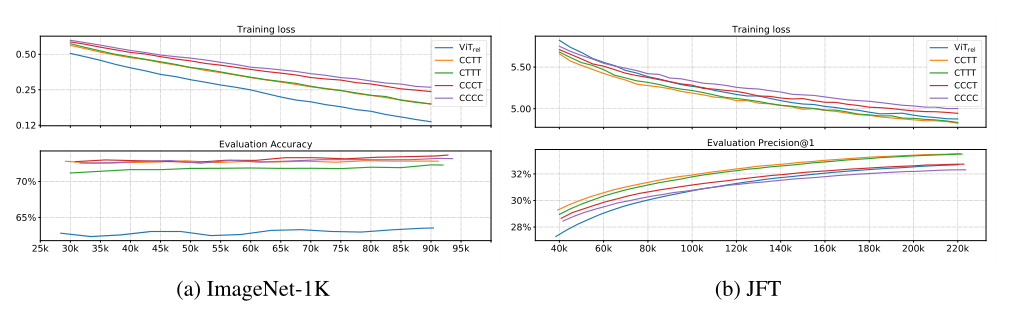 Training loss
0.50
0.25
0.12
ViTrel
CCTT
CTTT
CCCT
CCCC
Evaluation Accuracy
70%
65%
25k 30k 35k 40k 45k 50k 55k 60k 65k 70k 75k 80k 85k 90k 95k
(a) ImageNet-1K
Training loss
5.50
5.00
ViTrel
CCTT
CTTT
CCCT
CCCC
Evaluation Precision@1
32%
30%
28%
40k 60k 80k 100k 120k 140k 160k 180k 200k 220k
(b) JFT